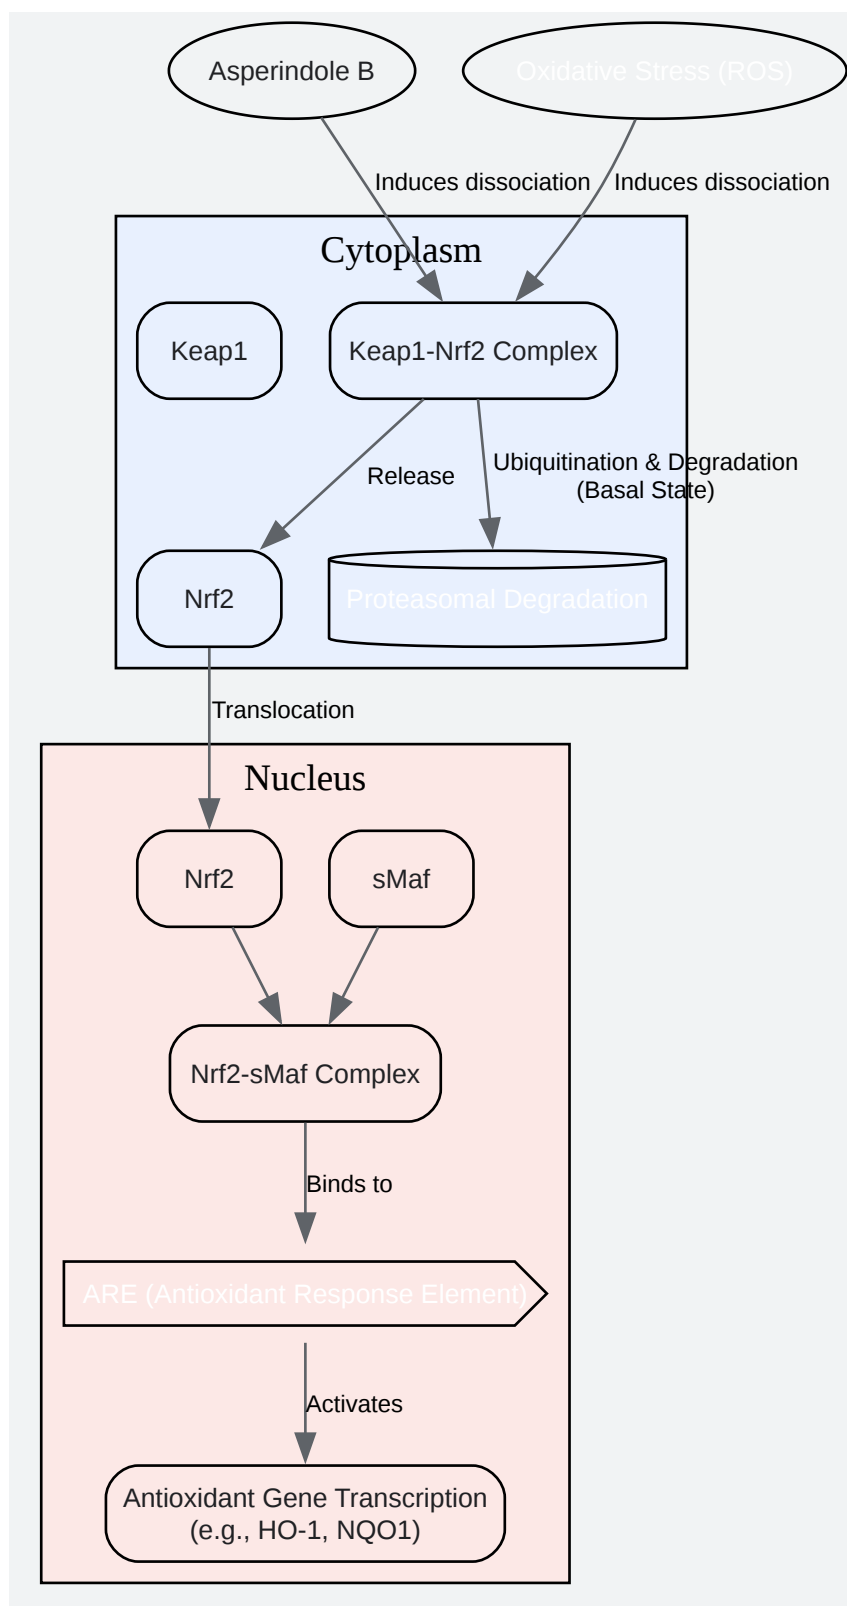 Asperindole B
Oxidative Stress (ROS)
Induces dissociation
Induces dissociation
Cytoplasm
Keap1
Keap1-Nrf2 Complex
Release
Ubiquitination & Degradation
(Basal State)
Nrf2
Proteasomal Degradation
Translocation
Nucleus
Nrf2
sMaf
Nrf2-sMaf Complex
Binds to
ARE (Antioxidant Response Element)
Activates
Antioxidant Gene Transcription
(e.g., HO-1, NQO1)